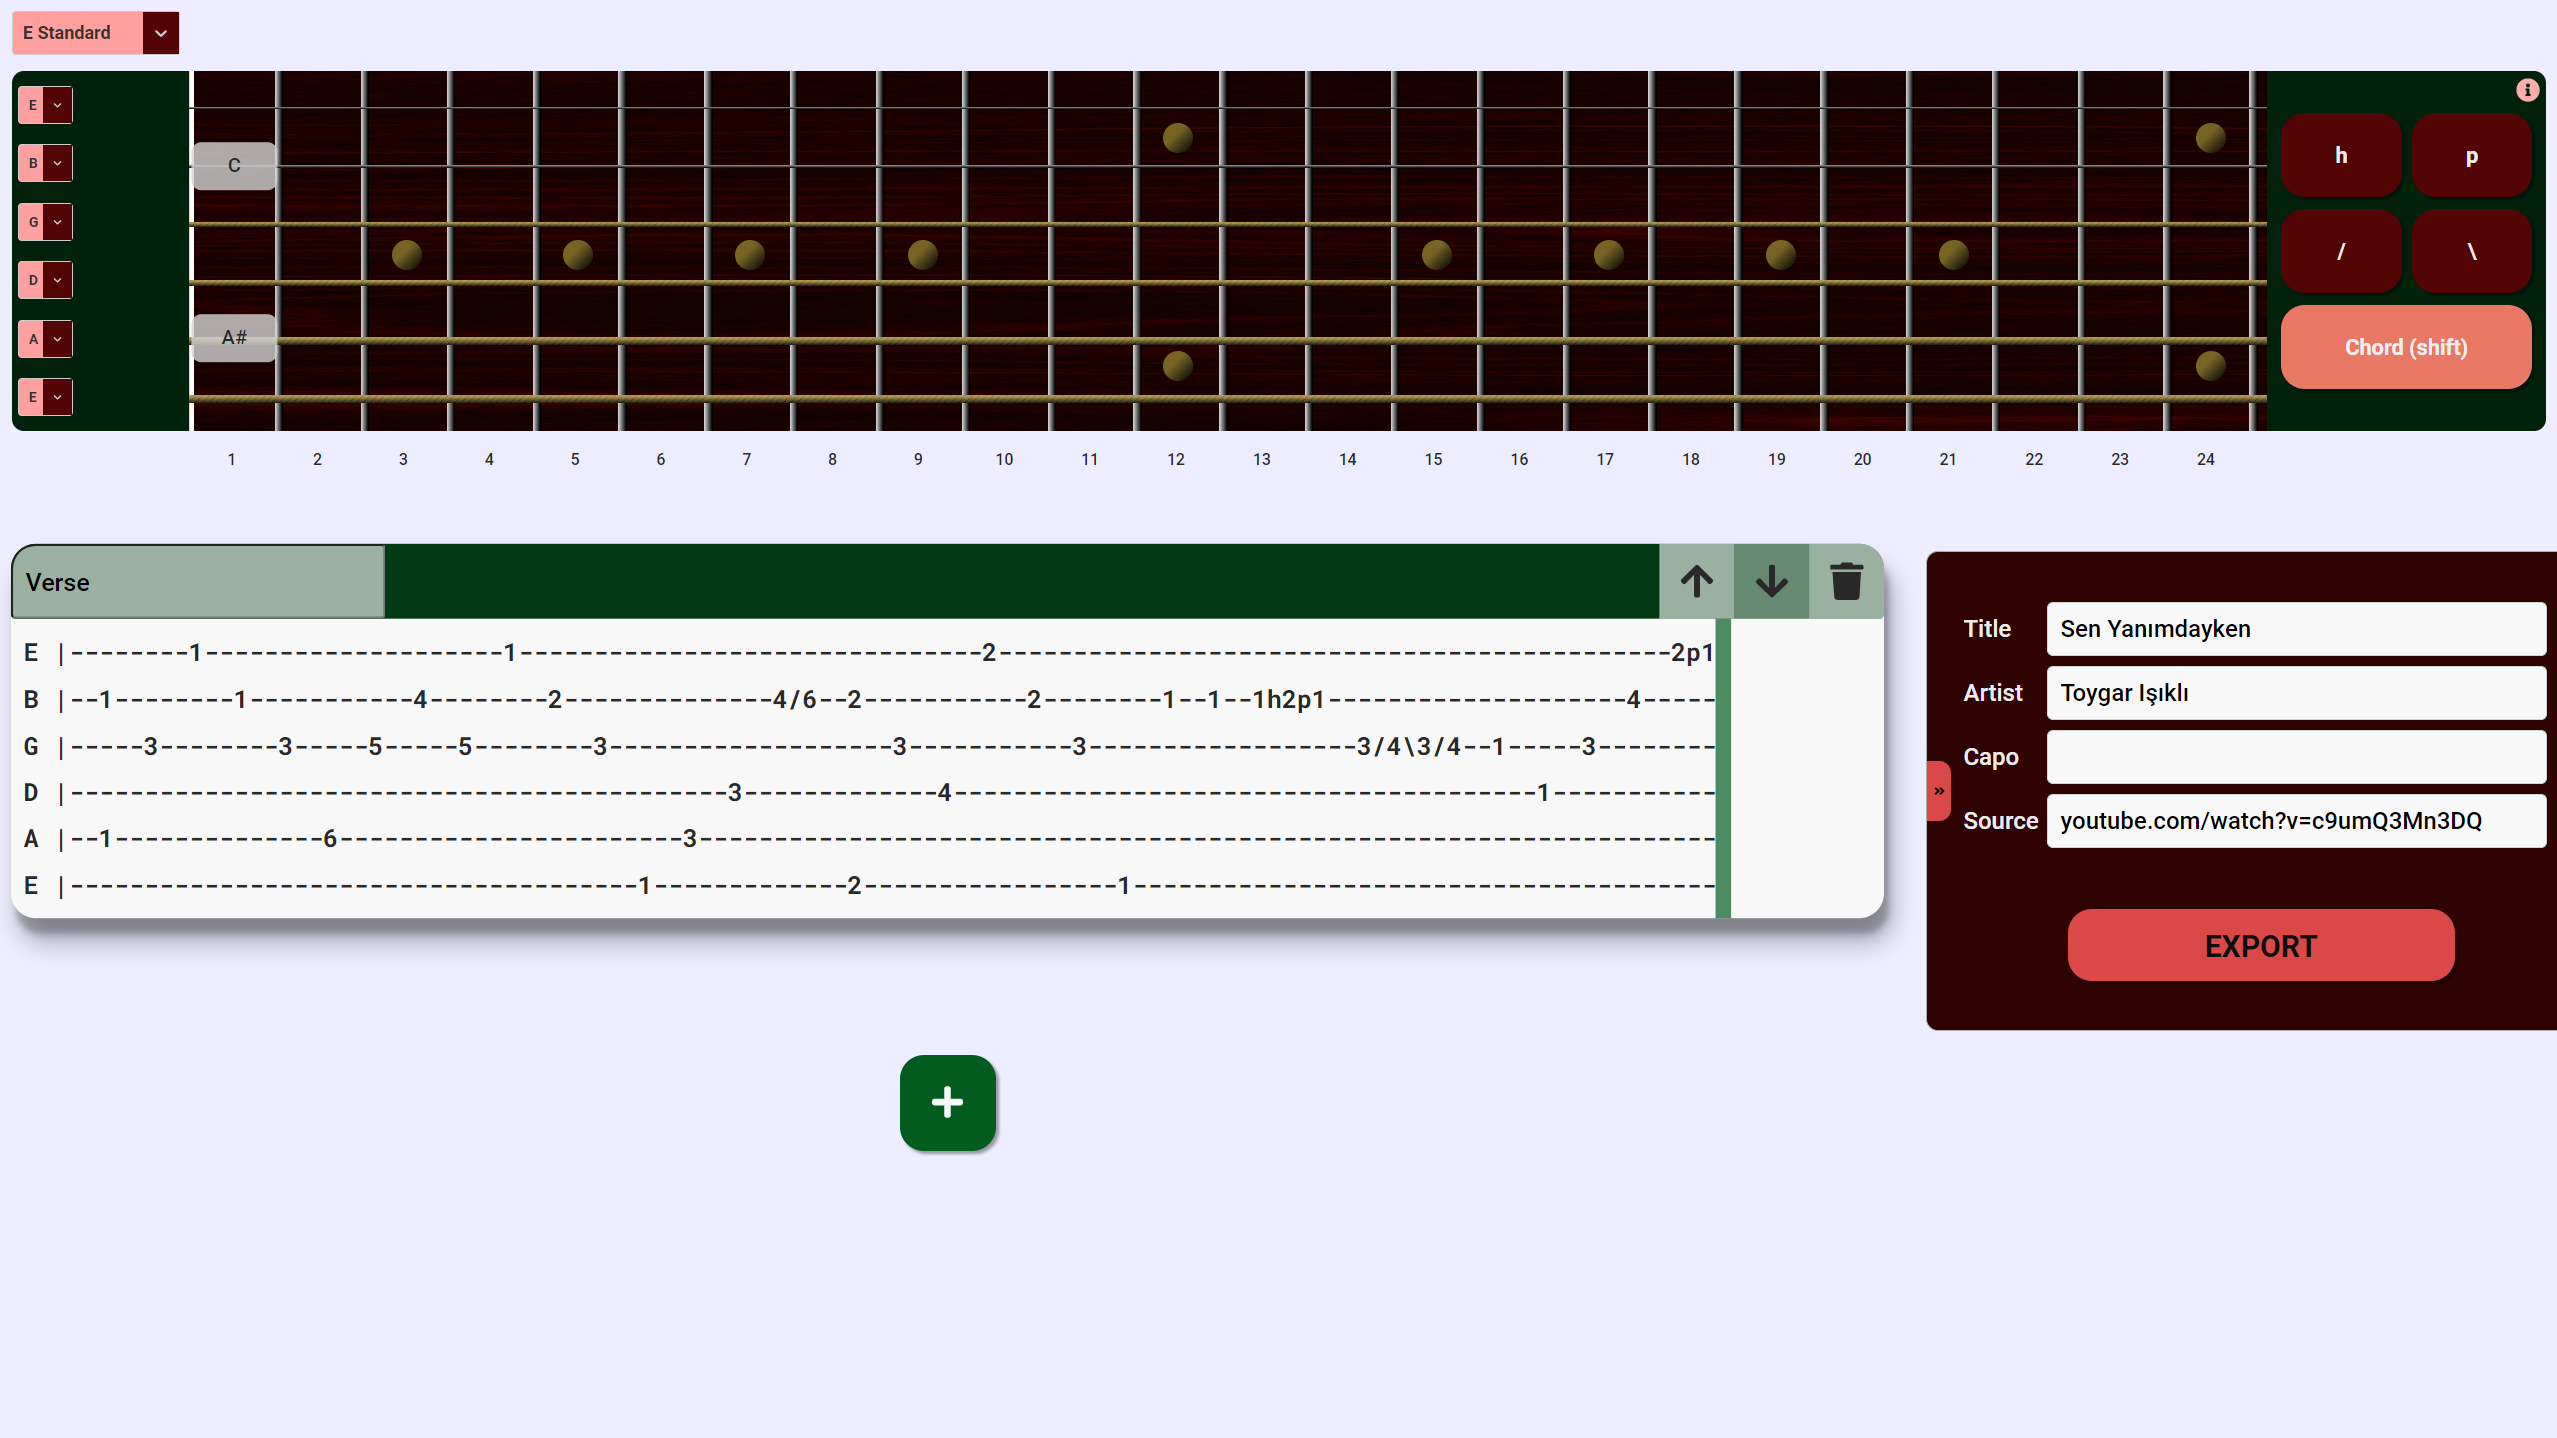 E Standard
E
B
C
G
D
A
A#
E
h
p
/
\
Chord (shift)
1 2 3 4 5 6 7 8 9 10 11 12 13 14 15 16 17 18 19 20 21 22 23 24
Verse
E |--------1--------------------1-------------------------------2---------------------------------------------2p1
B |--1--------1-----------4--------2--------------4/6--2-----------2--------1--1--1h2p1--------------------4-----
G |-----3--------3-----5-----5--------3-------------------3-----------3------------------3/4\3/4--1-----3--------
D |--------------------------------------------3-------------4---------------------------------------1-----------
A |--1--------------6-----------------------3--------------------------------------------------------------------
E |--------------------------------------1-------------2-----------------1---------------------------------------
Title
Sen Yanımdayken
Artist
Toygar Işıklı
Capo
»
Source
youtube.com/watch?v=c9umQ3Mn3DQ
EXPORT
+